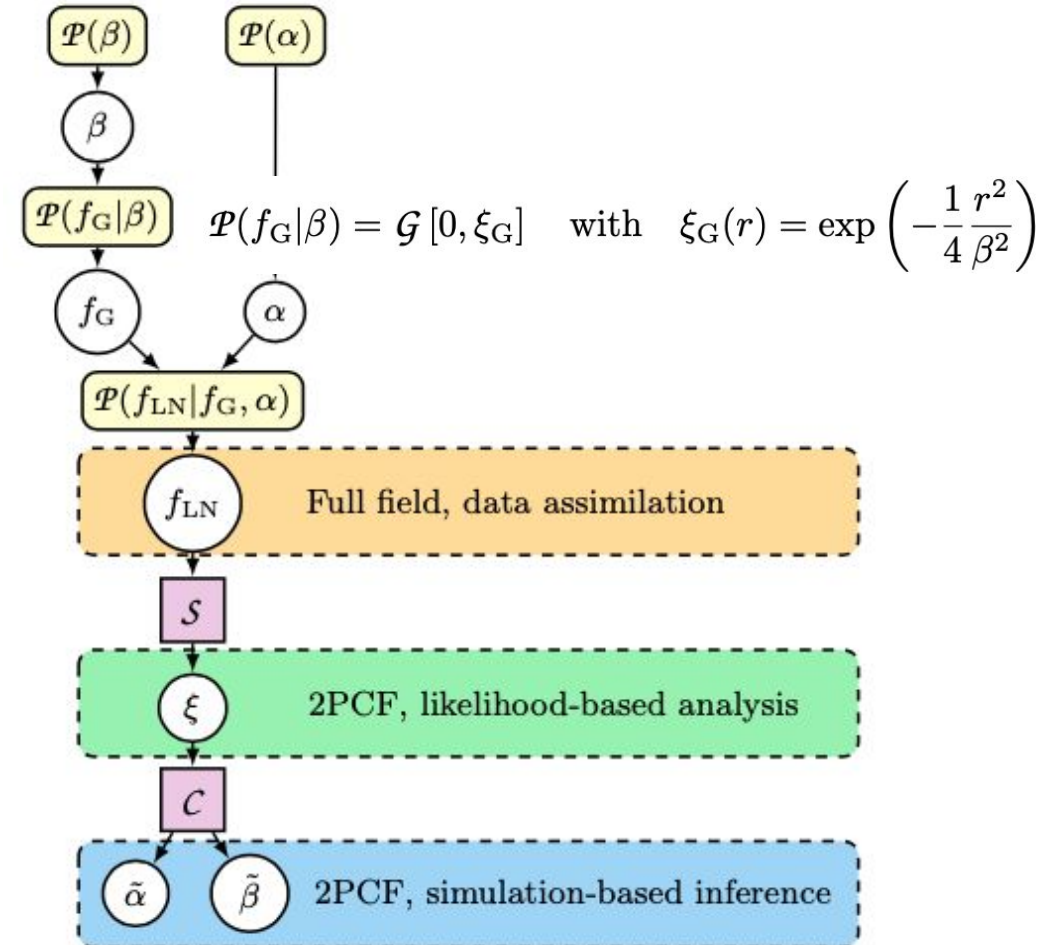 𝒫(β) 𝒫(α)
β
𝒫(f_G|β) 𝒫(f_G|β) = 𝒢 [0, ξ_G] with ξ_G(r) = exp (−1/4 r²/β²)
f_G α
𝒫(f_LN|f_G, α)
f_LN Full field, data assimilation
𝒮
ξ 2PCF, likelihood-based analysis
𝒞
α̃ β̃ 2PCF, simulation-based inference